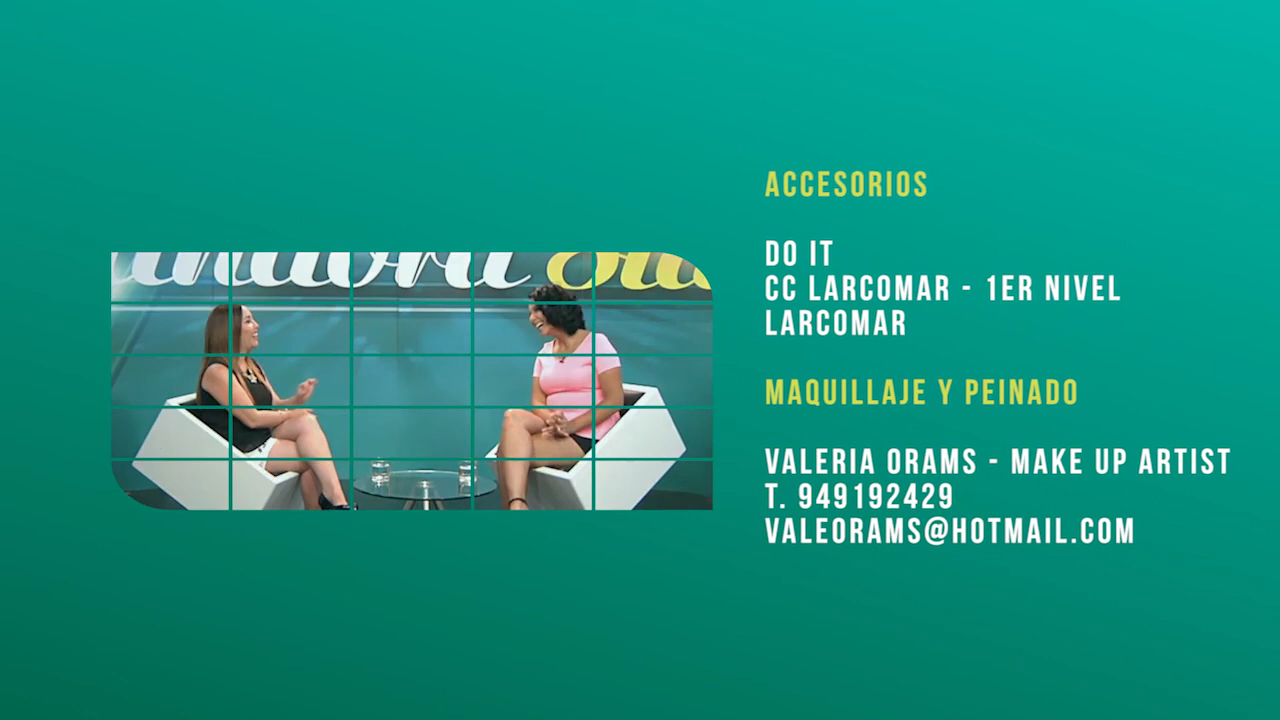 ACCESORIOS
DO IT
CC LARCOMAR - 1ER NIVEL
LARCOMAR
MAQUILLAJE Y PEINADO
VALERIA ORAMS - MAKE UP ARTIST
T. 949192429
VALEORAMS@HOTMAIL.COM